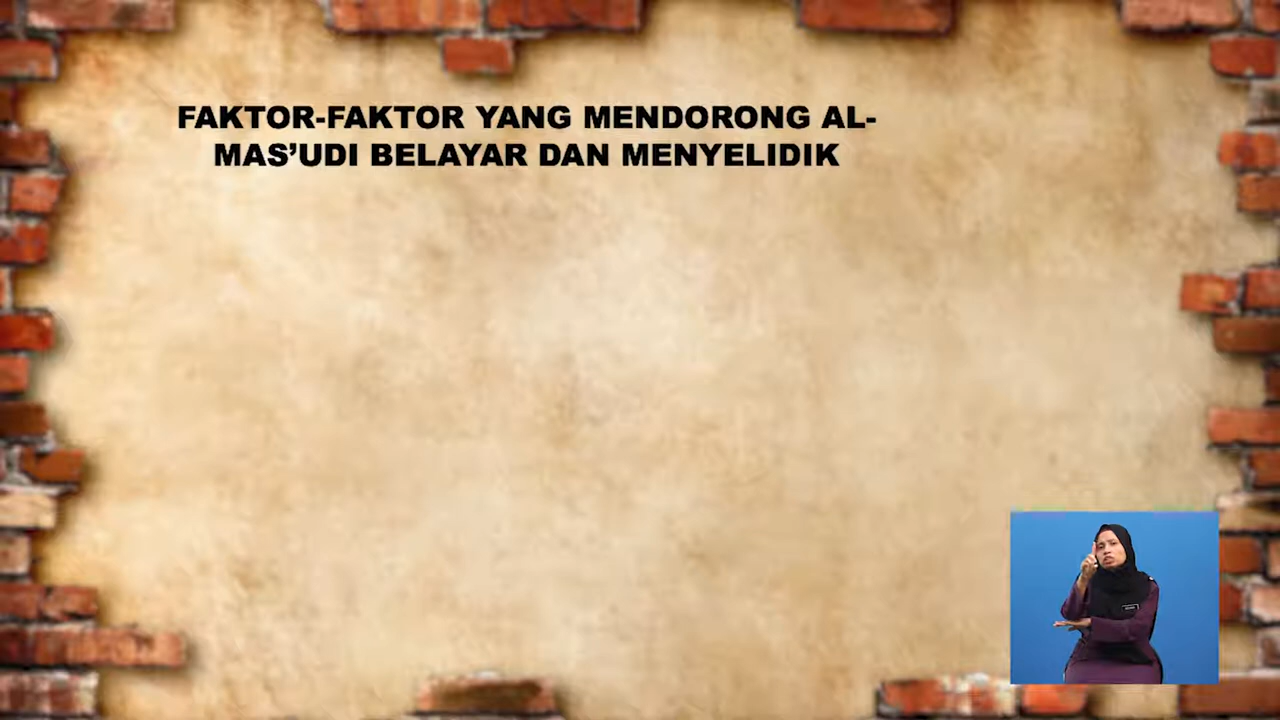 FAKTOR-FAKTOR YANG MENDORONG AL-
MAS’UDI BELAYAR DAN MENYELIDIK